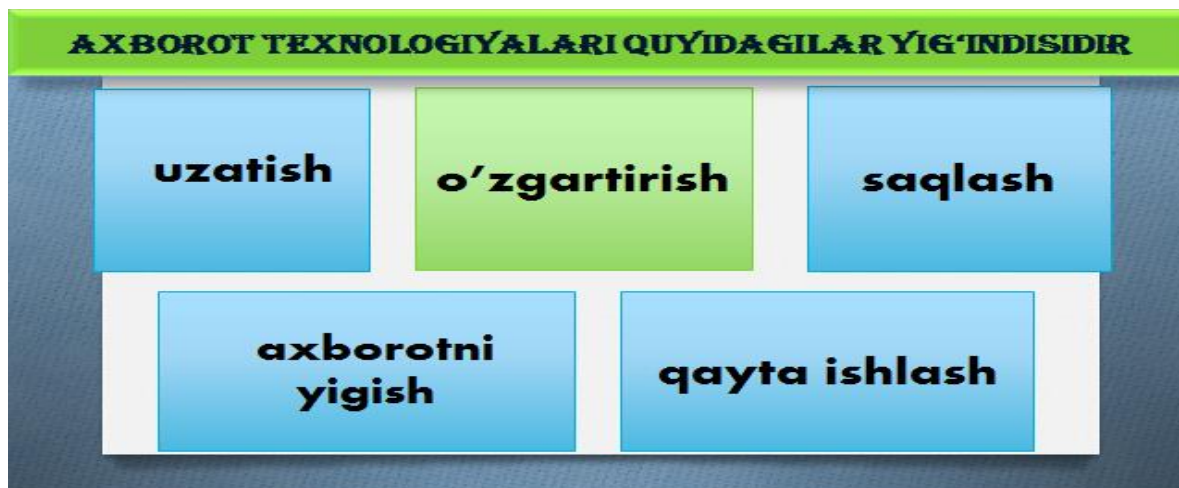 AXBOROT TEXNOLOGIYALARI QUYIDAGILAR YIG‘INDISIDIR
uzatish
o’zgartirish
saqlash
axborotni
yigish
qayta ishlash